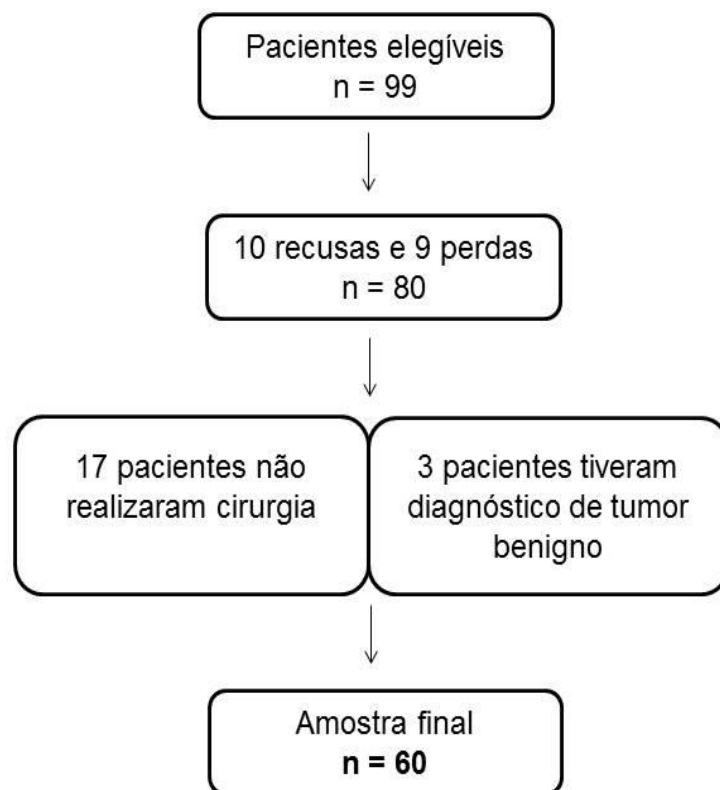 Pacientes elegíveis
n = 99
10 recusas e 9 perdas
n = 80
17 pacientes não
realizaram cirurgia
3 pacientes tiveram
diagnóstico de tumor
benigno
Amostra final
n = 60